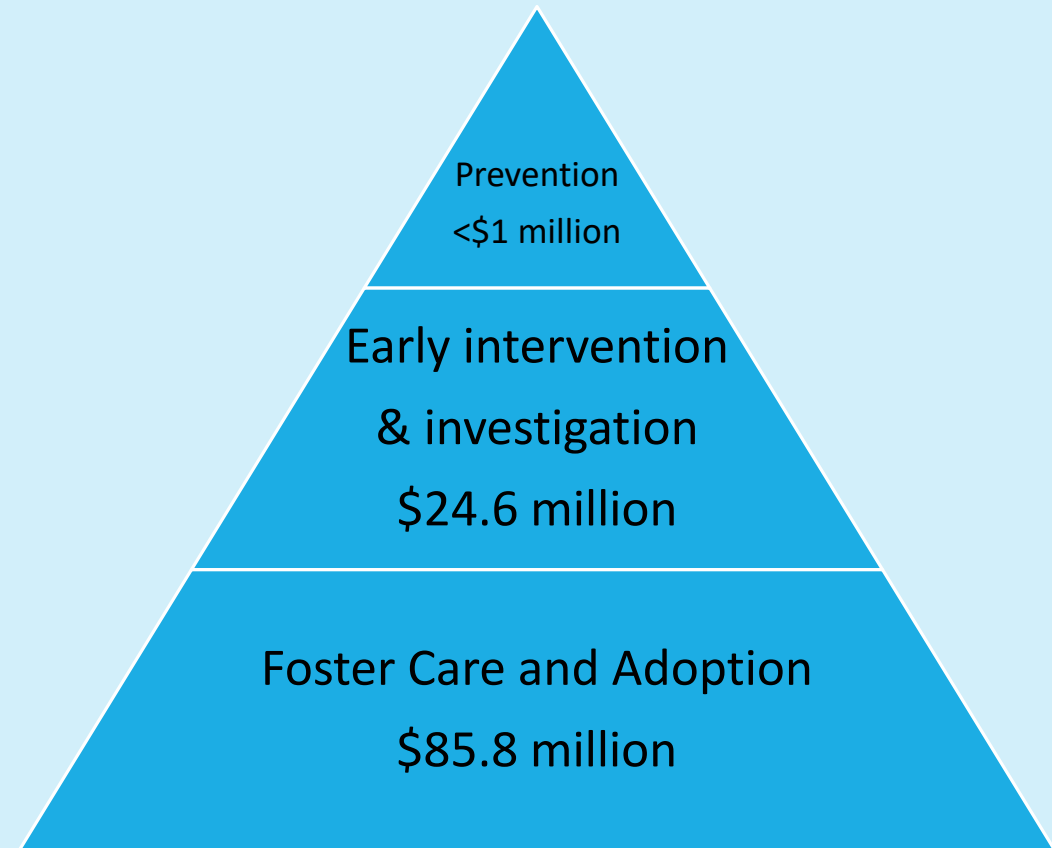 Prevention
<$1 million
Early intervention
& investigation
$24.6 million
Foster Care and Adoption
$85.8 million